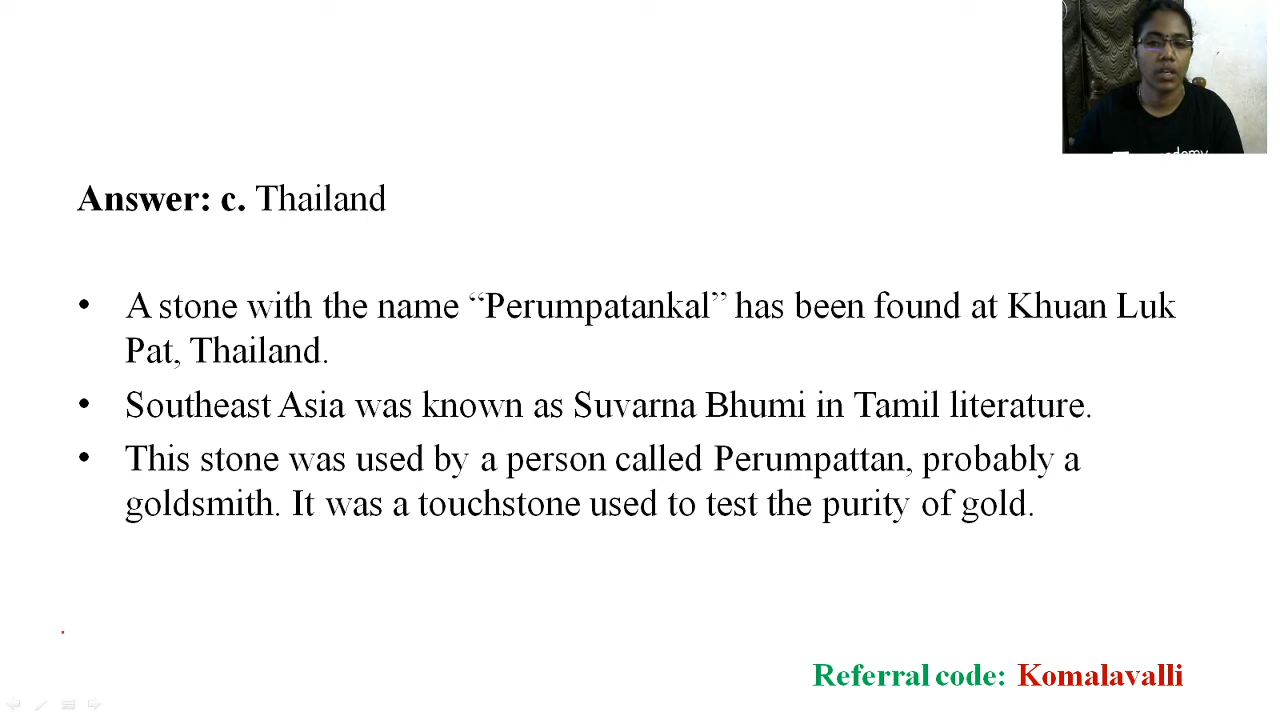 Answer: c. Thailand
• A stone with the name “Perumpatankal” has been found at Khuan Luk
Pat, Thailand.
• Southeast Asia was known as Suvarna Bhumi in Tamil literature.
• This stone was used by a person called Perumpattan, probably a
goldsmith. It was a touchstone used to test the purity of gold.
Referral code: Komalavalli